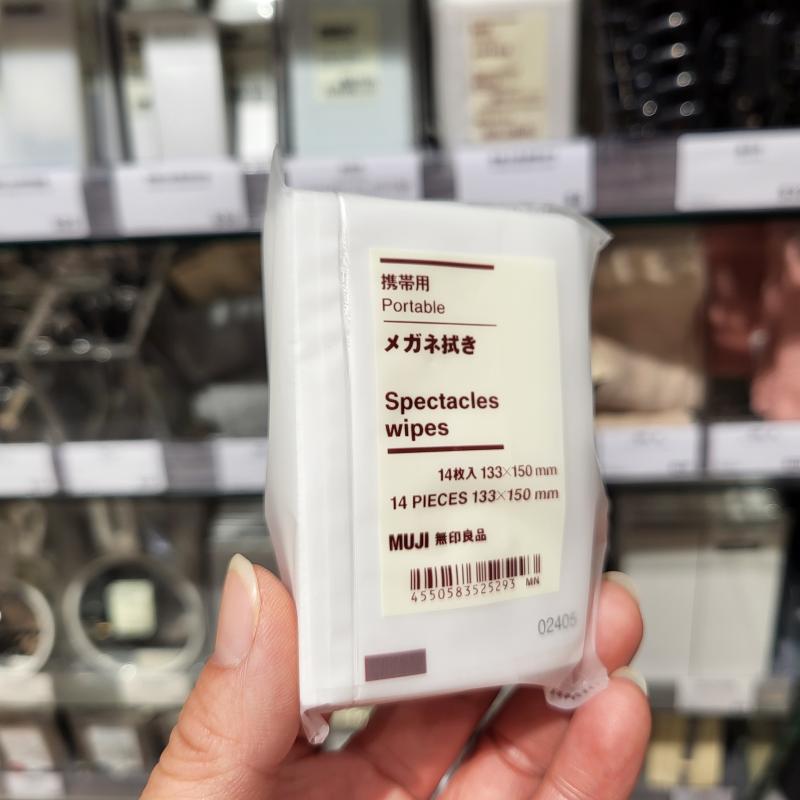 携帯用
Portable
メガネ拭き
Spectacles
wipes
14枚入 133×150 mm
14 PIECES 133×150 mm
MUJI 無印良品
4550583525293 MN
02405